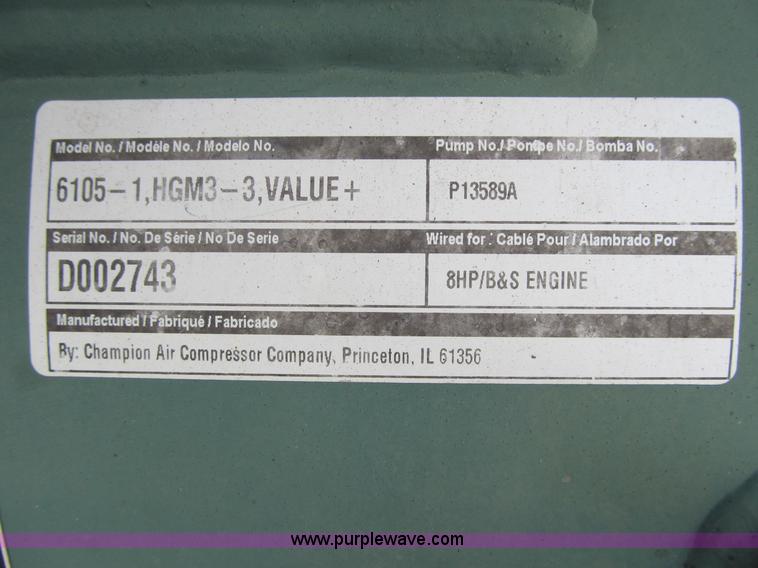 Model No. / Modèle No. / Modelo No.
Pump No./ Pompe No./ Bomba No.
6105-1,HGM3-3,VALUE+
P13589A
Serial No. / No. De Série / No De Serie
Wired for : Cablé Pour / Alambrado Por
D002743
8HP/B&S ENGINE
Manufactured / Fabriqué / Fabricado
By: Champion Air Compressor Company, Princeton, IL 61356
www.purplewave.com